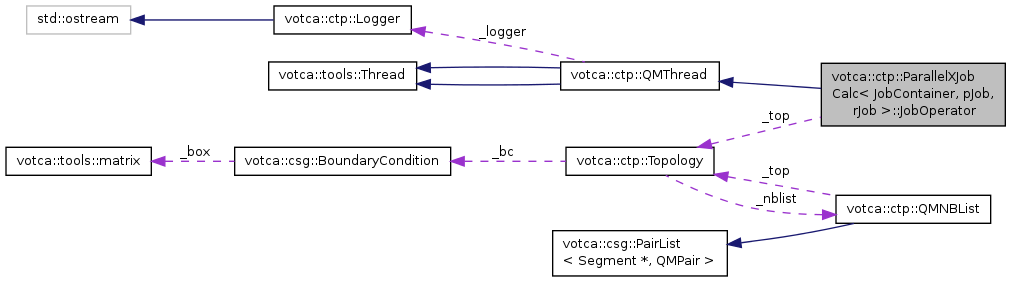 std::ostream
votca::ctp::Logger
_logger
votca::tools::Thread
votca::ctp::QMThread
votca::ctp::ParallelXJob
Calc< JobContainer, pJob,
rJob >::JobOperator
_top
votca::tools::matrix
_box
votca::csg::BoundaryCondition
_bc
votca::ctp::Topology
_top
_nblist
votca::ctp::QMNBList
votca::csg::PairList
< Segment *, QMPair >